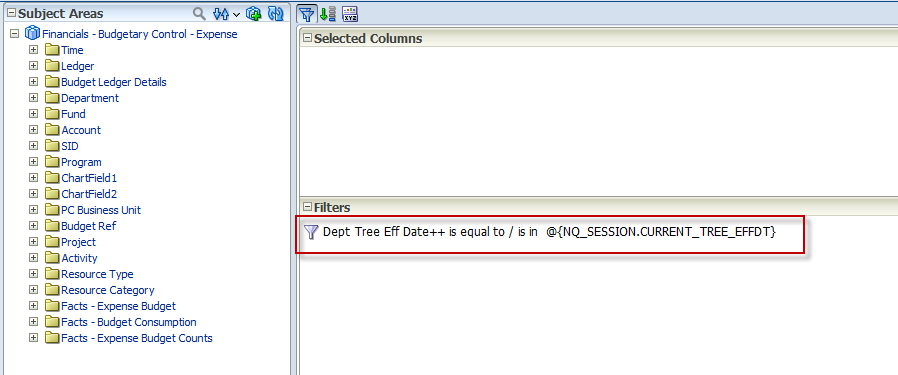 Subject Areas
Financials - Budgetary Control - Expense
Time
Ledger
Budget Ledger Details
Department
Fund
Account
SID
Program
ChartField1
ChartField2
PC Business Unit
Budget Ref
Project
Activity
Resource Type
Resource Category
Facts - Expense Budget
Facts - Budget Consumption
Facts - Expense Budget Counts
xyz
Selected Columns
Filters
Dept Tree Eff Date++ is equal to / is in @{NQ_SESSION.CURRENT_TREE_EFFDT}